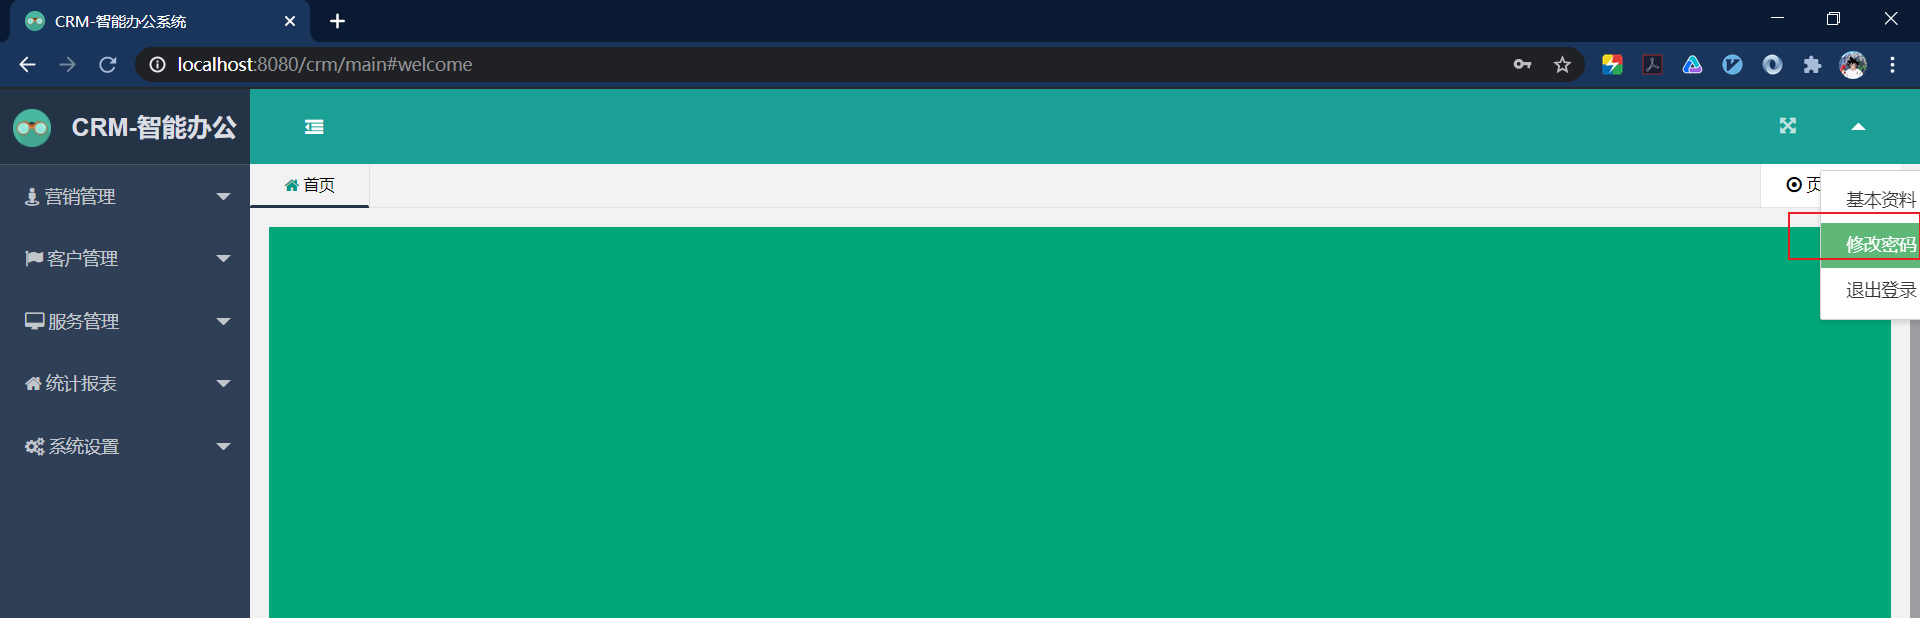 CRM-智能办公系统
localhost:8080/crm/main#welcome
CRM-智能办公
首页
页
基本资料
修改密码
退出登录
营销管理
客户管理
服务管理
统计报表
系统设置